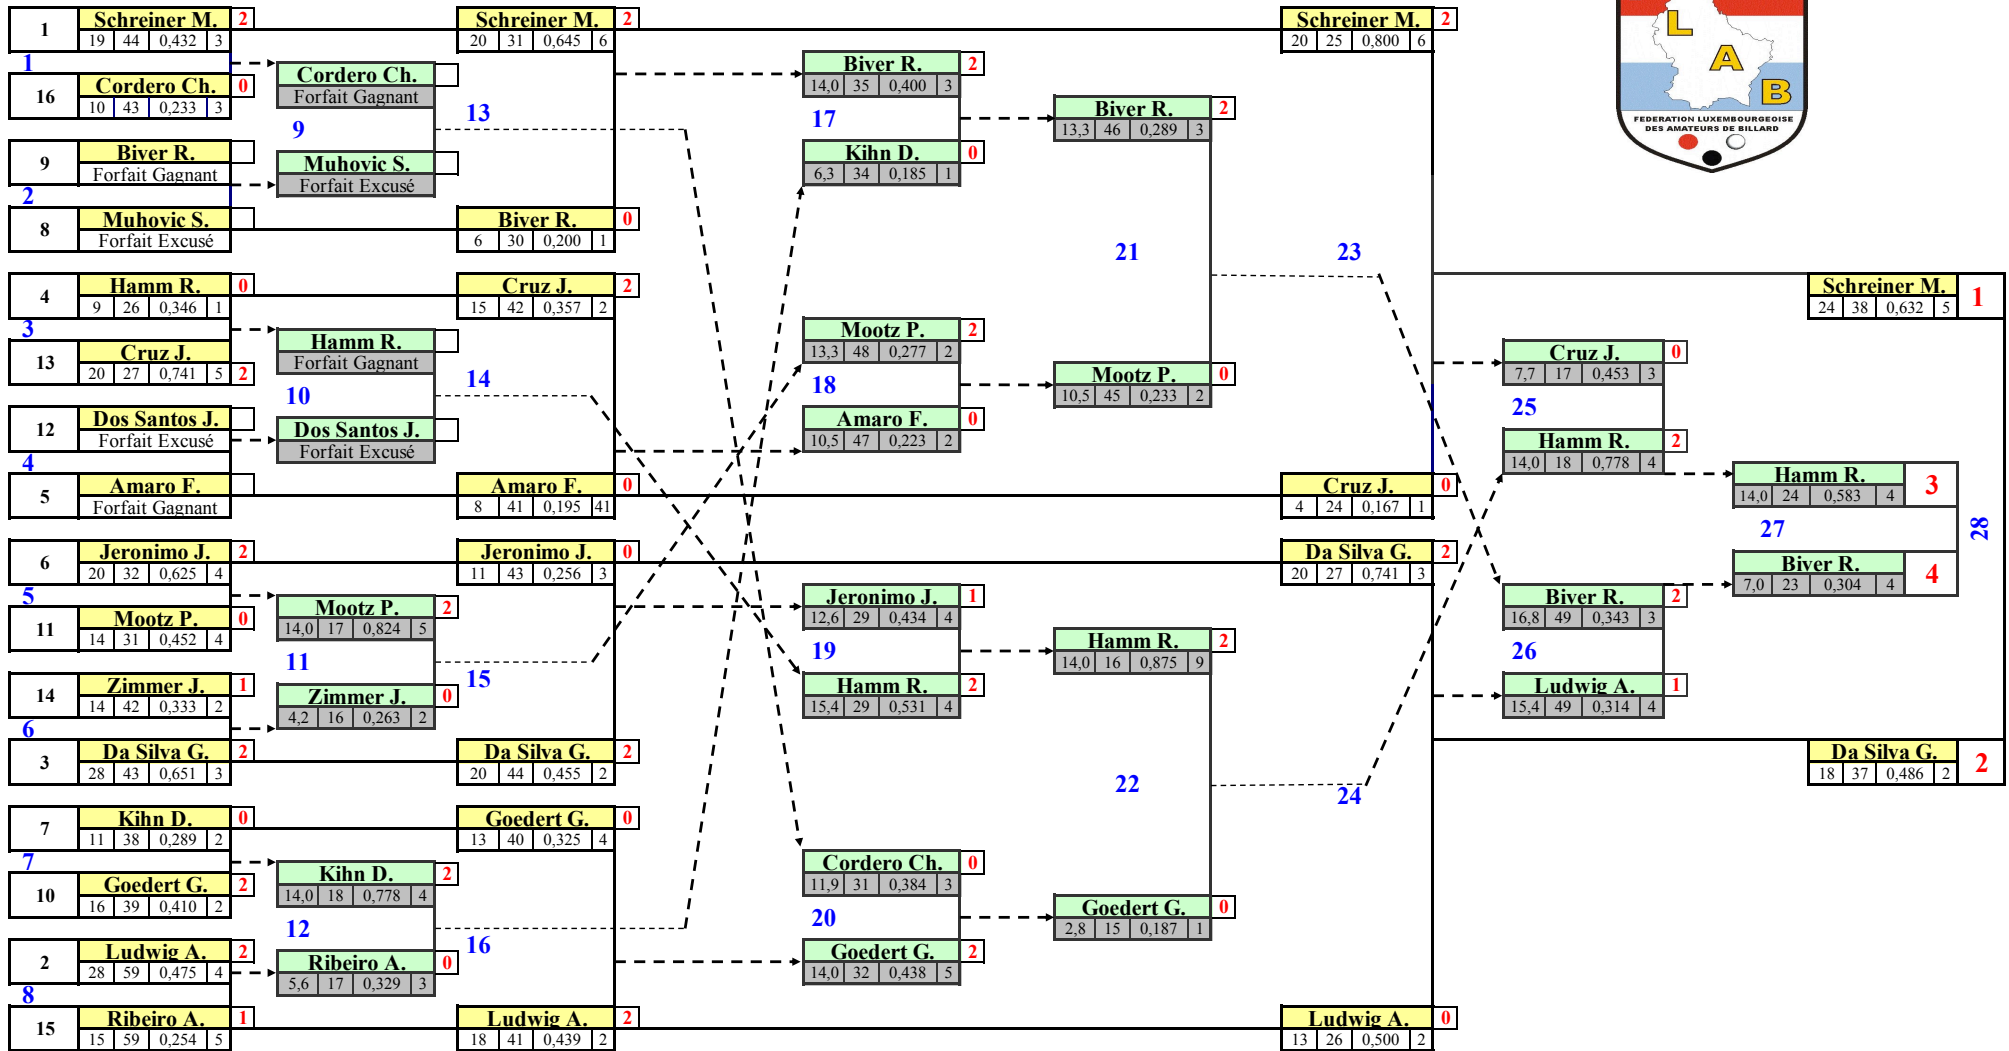 1 Schreiner M. 2
19 44 0,432 3
1
16 Cordero Ch. 0
10 43 0,233 3
9 Biver R.
Forfait Gagnant
2
8 Muhovic S.
Forfait Excusé
4 Hamm R. 0
9 26 0,346 1
3
13 Cruz J.
20 27 0,741 5 2
12 Dos Santos J.
Forfait Excusé
4
5 Amaro F.
Forfait Gagnant
6 Jeronimo J. 2
20 32 0,625 4
5
11 Mootz P. 0
14 31 0,452 4
14 Zimmer J. 1
14 42 0,333 2
6
3 Da Silva G. 2
28 43 0,651 3
7 Kihn D. 0
11 38 0,289 2
7
10 Goedert G. 2
16 39 0,410 2
2 Ludwig A. 2
28 59 0,475 4
8
15 Ribeiro A. 1
15 59 0,254 5
Cordero Ch.
Forfait Gagnant
9
Muhovic S.
Forfait Excusé
Hamm R.
Forfait Gagnant
10
Dos Santos J.
Forfait Excusé
Mootz P. 2
14,0 17 0,824 5
11
Zimmer J. 0
4,2 16 0,263 2
Kihn D. 2
14,0 18 0,778 4
12
Ribeiro A. 0
5,6 17 0,329 3
Schreiner M. 2
20 31 0,645 6
13
Biver R. 0
6 30 0,200 1
Cruz J. 2
15 42 0,357 2
14
Amaro F. 0
8 41 0,195 41
Jeronimo J. 0
11 43 0,256 3
15
Da Silva G. 2
20 44 0,455 2
Goedert G. 0
13 40 0,325 4
16
Ludwig A. 2
18 41 0,439 2
Biver R. 2
14,0 35 0,400 3
17
Kihn D. 0
6,3 34 0,185 1
Mootz P. 2
13,3 48 0,277 2
18
Amaro F. 0
10,5 47 0,223 2
Jeronimo J. 1
12,6 29 0,434 4
19
Hamm R. 2
15,4 29 0,531 4
Cordero Ch. 0
11,9 31 0,384 3
20
Goedert G. 2
14,0 32 0,438 5
Biver R. 2
13,3 46 0,289 3
21
Mootz P. 0
10,5 45 0,233 2
Hamm R. 2
14,0 16 0,875 9
22
Goedert G. 0
2,8 15 0,187 1
Schreiner M. 2
20 25 0,800 6
23
Cruz J. 0
4 24 0,167 1
Da Silva G. 2
20 27 0,741 3
24
Ludwig A. 0
13 26 0,500 2
Cruz J. 0
7,7 17 0,453 3
25
Hamm R. 2
14,0 18 0,778 4
Biver R. 2
16,8 49 0,343 3
26
Ludwig A. 1
15,4 49 0,314 4
Hamm R. 3
14,0 24 0,583 4
27
Biver R. 4
7,0 23 0,304 4
Schreiner M. 1
24 38 0,632 5
28
Da Silva G. 2
18 37 0,486 2
L
A
B
FEDERATION LUXEMBOURGEOISE
DES AMATEURS DE BILLARD